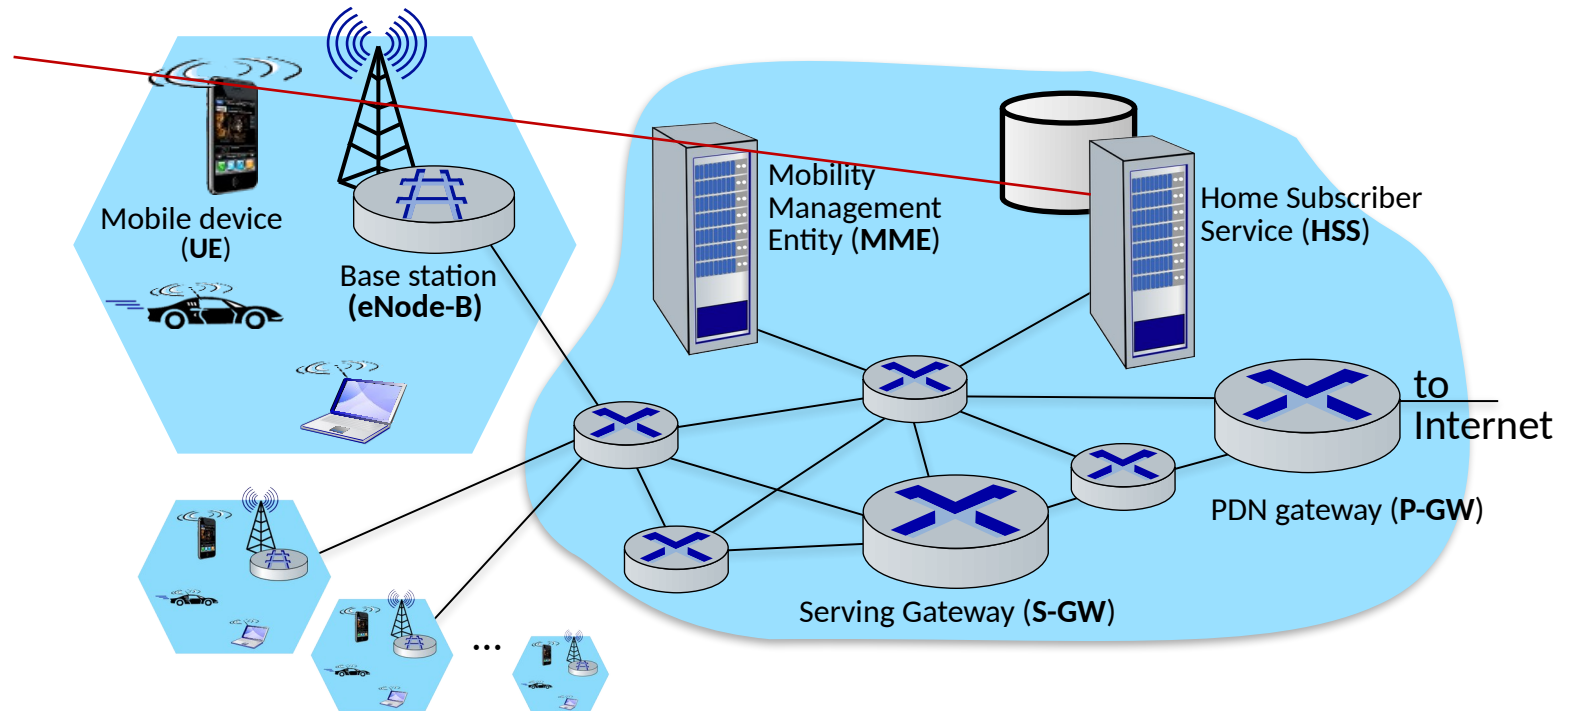 Mobile device
(UE)
Base station
(eNode-B)
Mobility
Management
Entity (MME)
Home Subscriber
Service (HSS)
to
Internet
PDN gateway (P-GW)
Serving Gateway (S-GW)
...